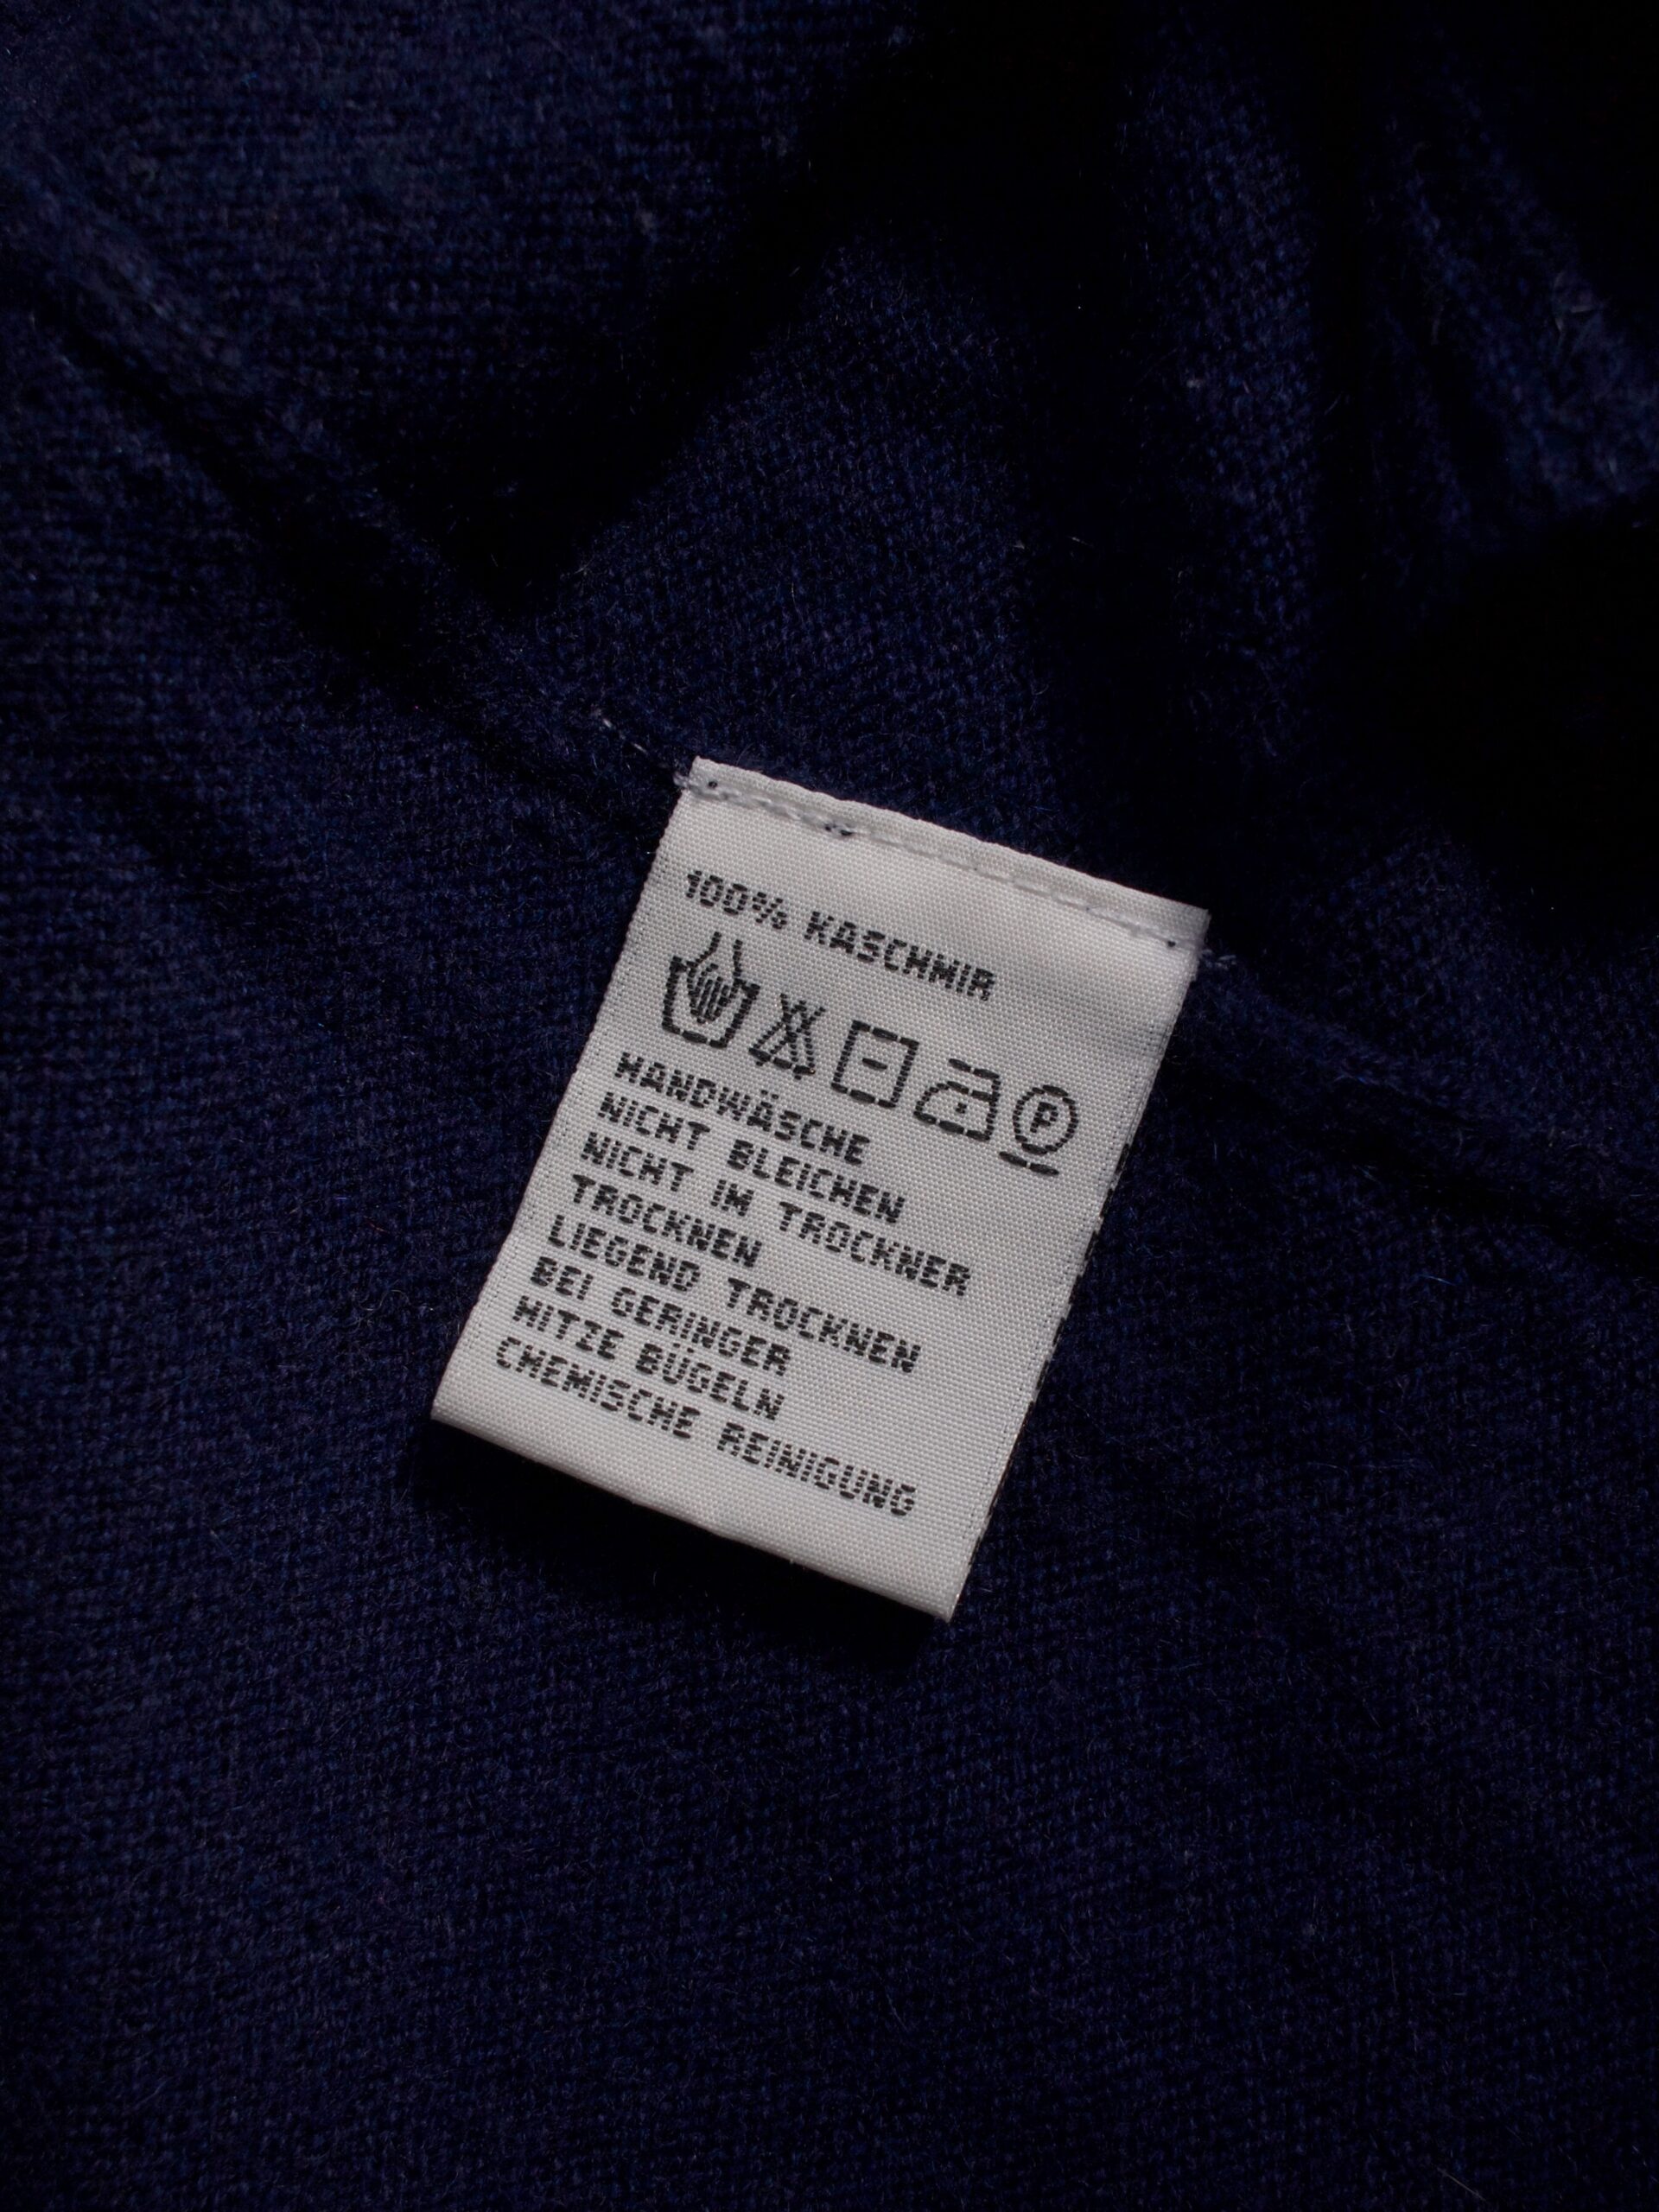 100% KASCHMIR
P
HANDWÄSCHE
NICHT BLEICHEN
NICHT IM TROCKNER
TROCKNEN
LIEGEND TROCKNEN
BEI GERINGER
HITZE BÜGELN
CHEMISCHE REINIGUNG